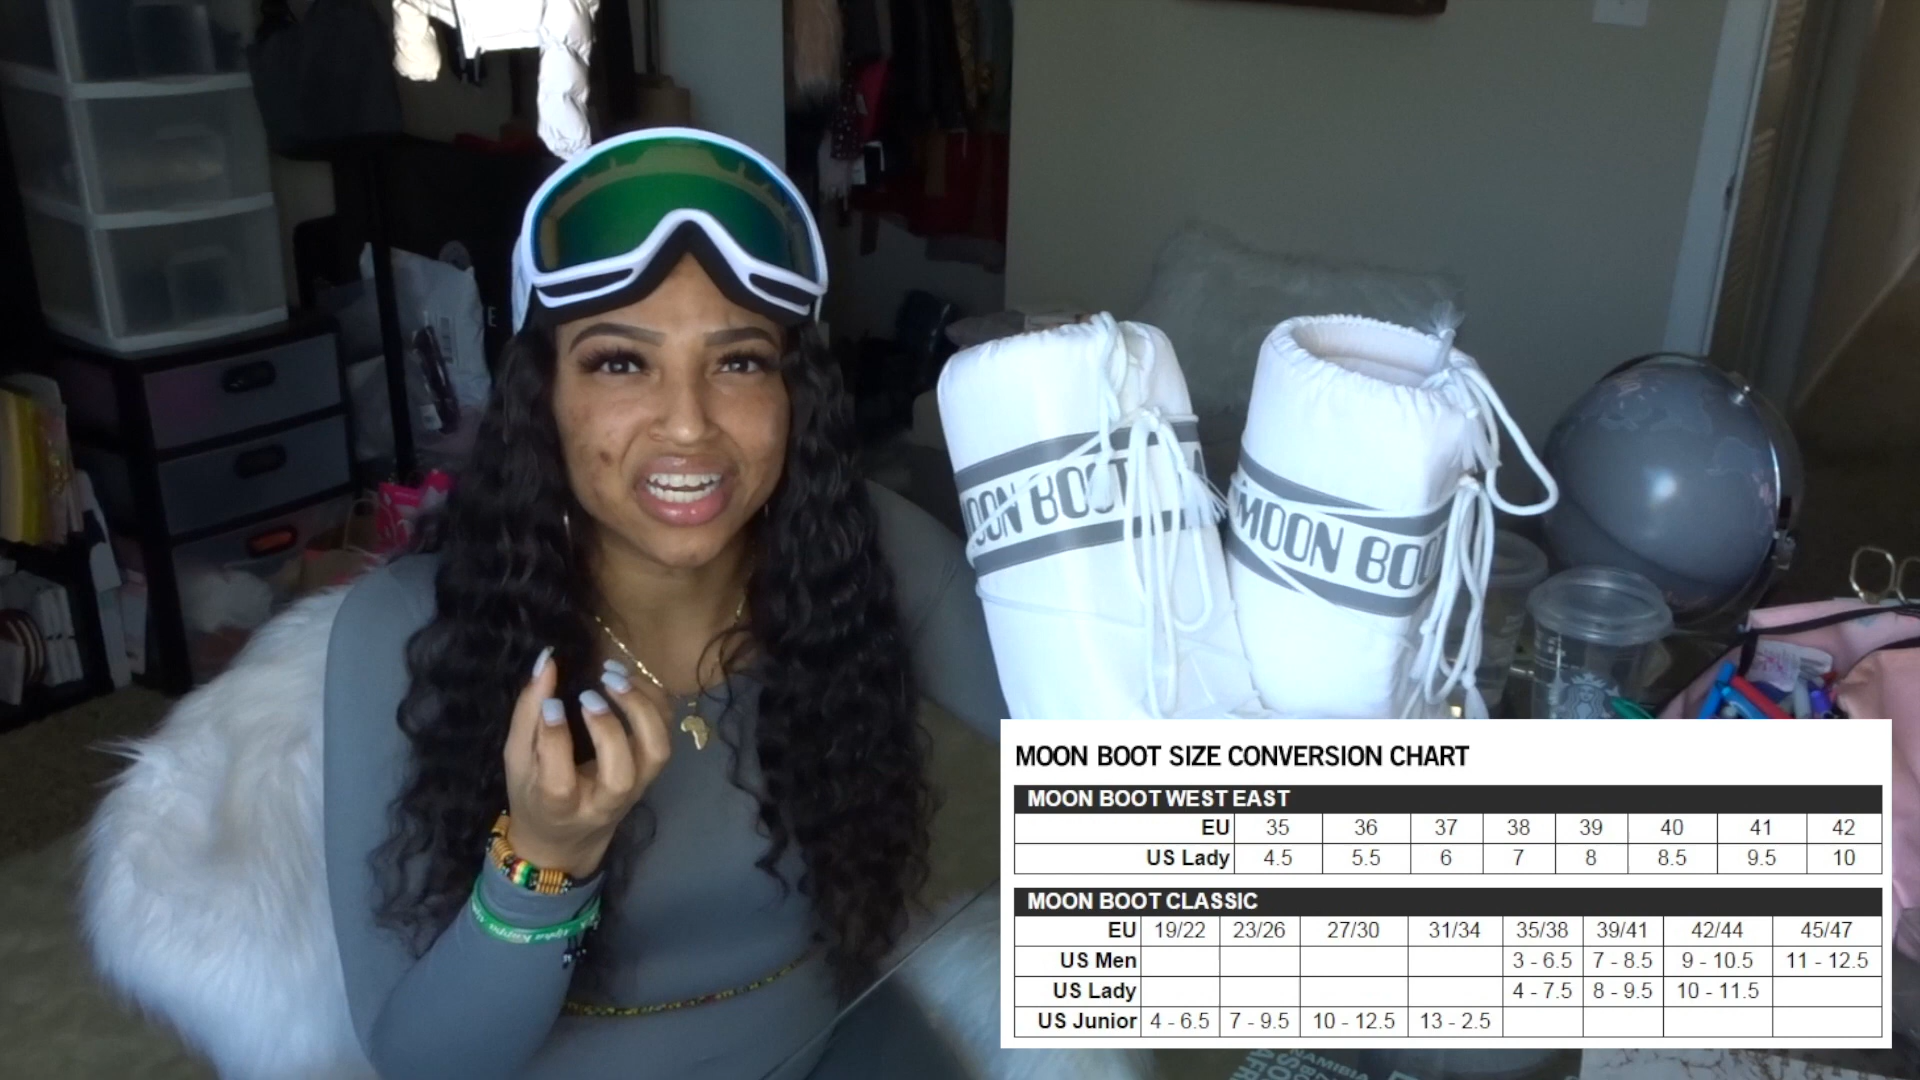 MOON BOOT
MOON BOO
MOON BOOT SIZE CONVERSION CHART
MOON BOOT WEST EAST
EU 35 36 37 38 39 40 41 42
US Lady 4.5 5.5 6 7 8 8.5 9.5 10
MOON BOOT CLASSIC
EU 19/22 23/26 27/30 31/34 35/38 39/41 42/44 45/47
US Men 3 - 6.5 7 - 8.5 9 - 10.5 11 - 12.5
US Lady 4 - 7.5 8 - 9.5 10 - 11.5
US Junior 4 - 6.5 7 - 9.5 10 - 12.5 13 - 2.5
NAMIBIA